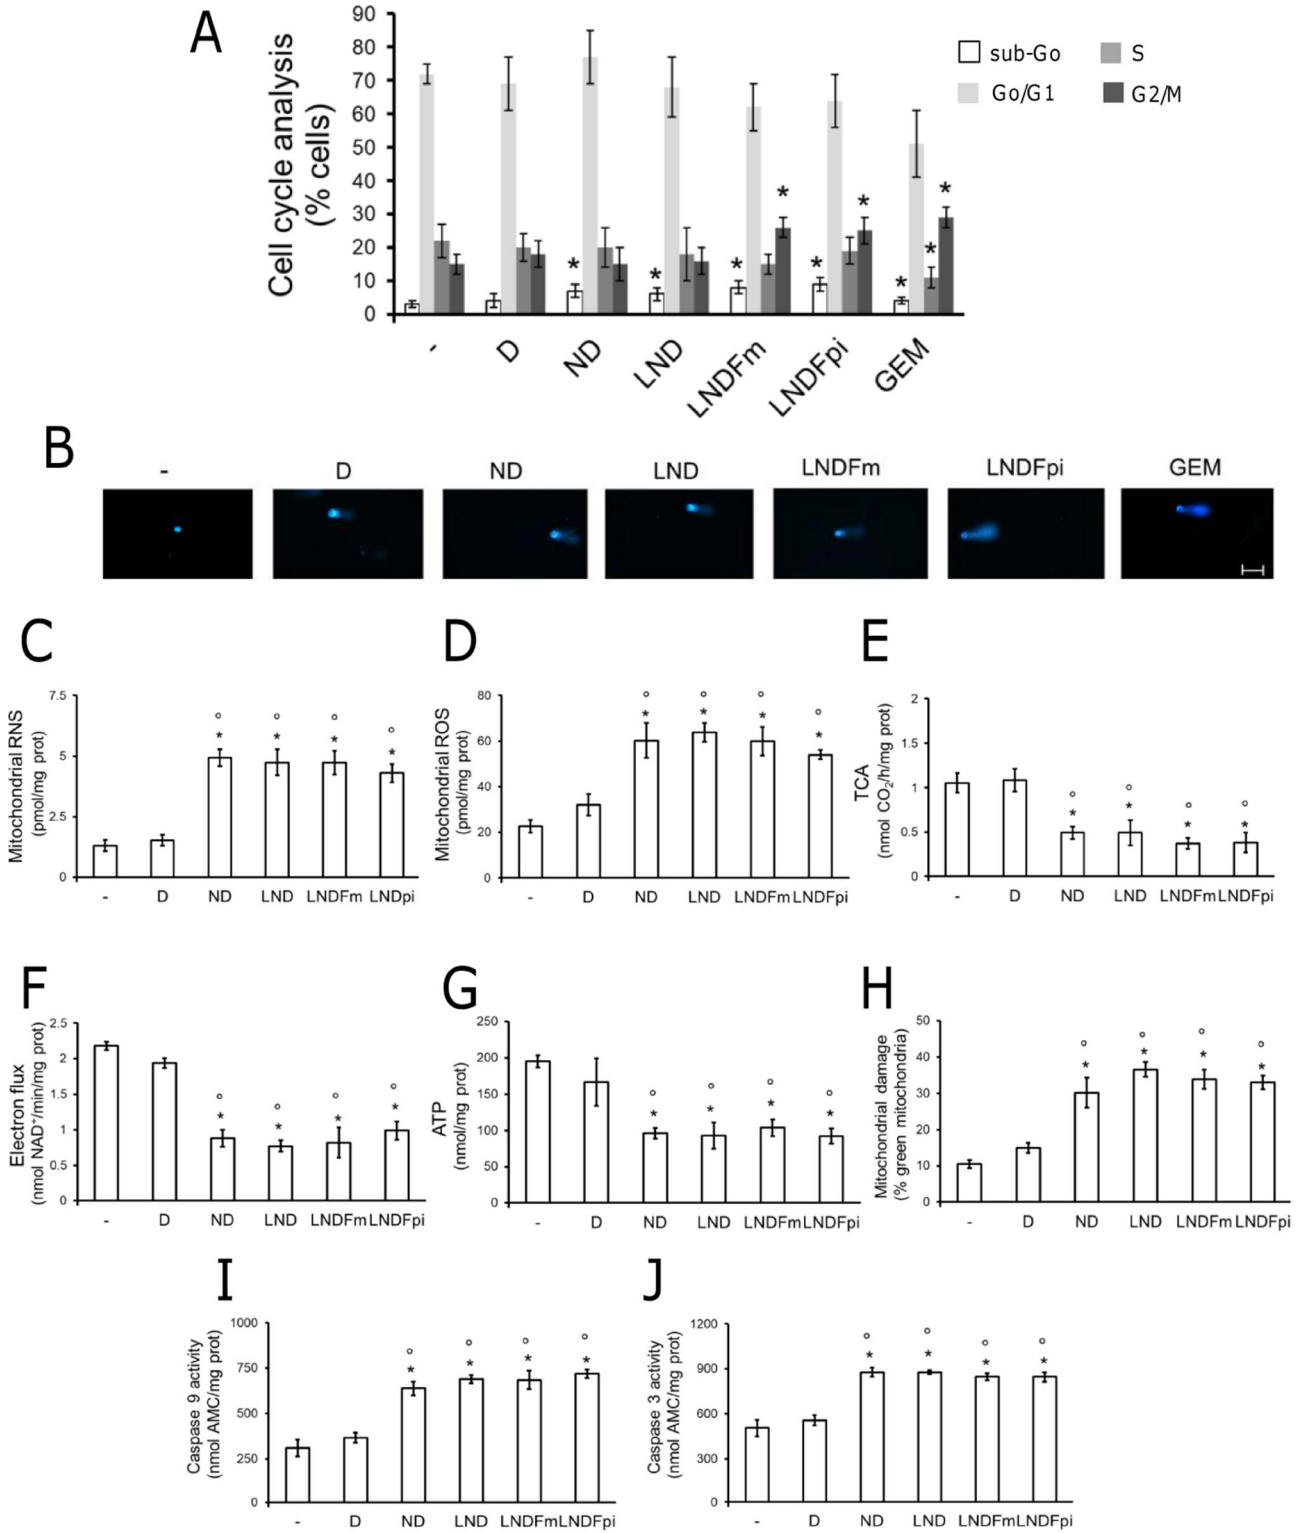 A
Cell cycle analysis
(% cells)
90
80
70
60
50
40
30
20
10
0
* * * * * * * * *
- D ND LND LNDFm LNDFpi GEM
sub-Go S
Go/G1 G2/M
B
- D ND LND LNDFm LNDFpi GEM
C
Mitochondrial RNS
(pmol/mg prot)
7.5
5
2.5
0
° ° ° °
* * * *
- D ND LND LNDFm LNDpi
D
Mitochondrial ROS
(pmol/mg prot)
80
60
40
20
0
° ° ° °
* * * *
- D ND LND LNDFm LNDFpi
E
TCA
(nmol CO₂/h/mg prot)
2
1.5
1
0.5
0
° ° ° °
* * * *
- D ND LND LNDFm LNDFpi
F
Electron flux
(nmol NAD⁺/min/mg prot)
2.5
2
1.5
1
0.5
0
° ° ° °
* * * *
- D ND LND LNDFm LNDFpi
G
ATP
(nmol/mg prot)
250
200
150
100
50
0
° ° ° °
* * * *
- D ND LND LNDFm LNDFpi
H
Mitochondrial damage
(% green mitochondria)
50
40
30
20
10
0
° ° ° °
* * * *
- D ND LND LNDFm LNDFpi
I
Caspase 9 activity
(nmol AMC/mg prot)
1000
750
500
250
0
° ° ° °
* * * *
- D ND LND LNDFm LNDFpi
J
Caspase 3 activity
(nmol AMC/mg prot)
1200
900
600
300
0
° ° ° °
* * * *
- D ND LND LNDFm LNDFpi